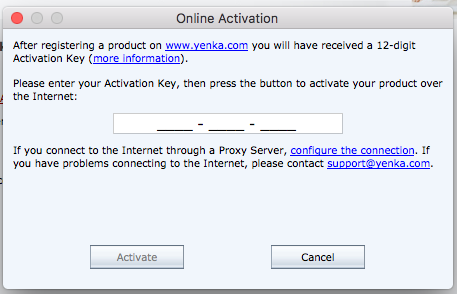 Online Activation
After registering a product on www.yenka.com you will have received a 12-digit
Activation Key (more information).
Please enter your Activation Key, then press the button to activate your product over
the Internet:
____ - ____ - ____
If you connect to the Internet through a Proxy Server, configure the connection. If
you have problems connecting to the Internet, please contact support@yenka.com.
Activate Cancel